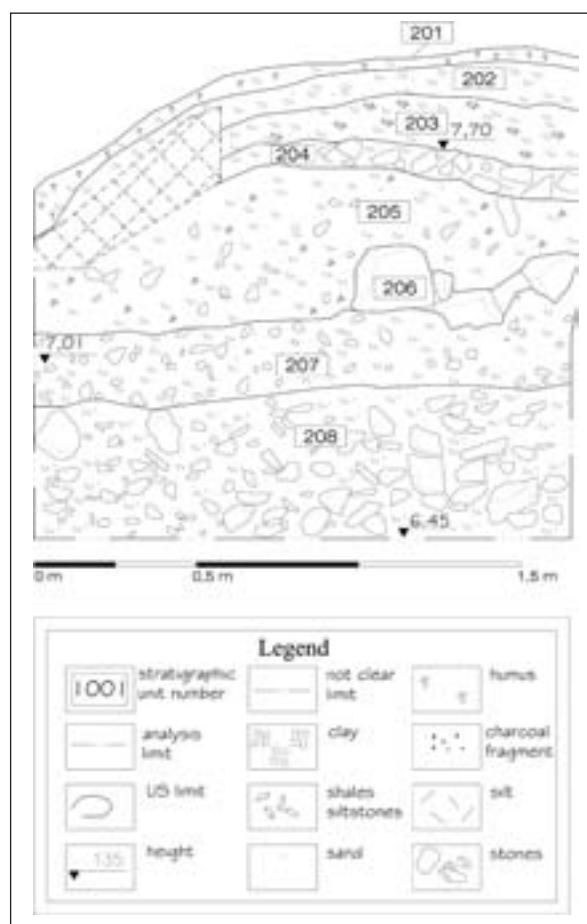 201
202
203
7,70
204
205
206
7,01
207
208
6.45
0 m 0.5 m 1.5 m
Legend
1001 stratigraphic unit number
not clear limit
humus
analysis limit
clay
charcoal fragment
US limit
shales siltstones
silt
135 height
sand
stones